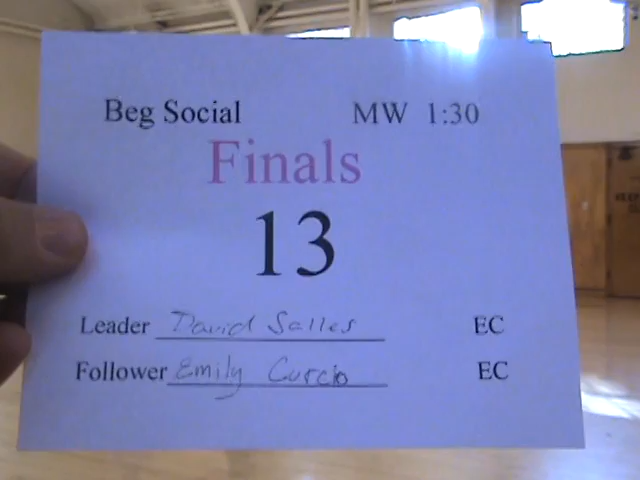 Beg Social MW 1:30
Finals
13
Leader David Salles EC
Follower Emily Curcio EC